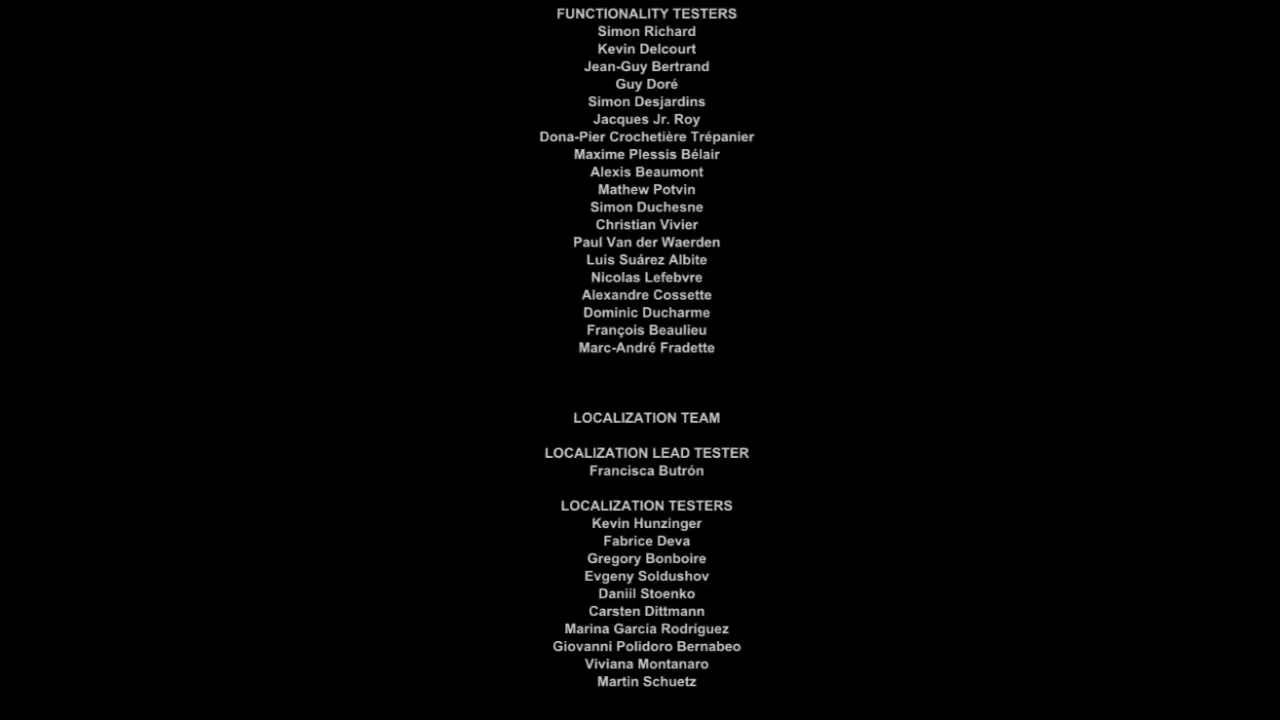 FUNCTIONALITY TESTERS
Simon Richard
Kevin Delcourt
Jean-Guy Bertrand
Guy Doré
Simon Desjardins
Jacques Jr. Roy
Dona-Pier Crochetière Trépanier
Maxime Plessis Bélair
Alexis Beaumont
Mathew Potvin
Simon Duchesne
Christian Vivier
Paul Van der Waerden
Luis Suárez Albite
Nicolas Lefebvre
Alexandre Cossette
Dominic Ducharme
François Beaulieu
Marc-André Fradette
LOCALIZATION TEAM
LOCALIZATION LEAD TESTER
Francisca Butrón
LOCALIZATION TESTERS
Kevin Hunzinger
Fabrice Deva
Gregory Bonboire
Evgeny Soldushov
Daniil Stoenko
Carsten Dittmann
Marina García Rodríguez
Giovanni Polidoro Bernabeo
Viviana Montanaro
Martin Schuetz